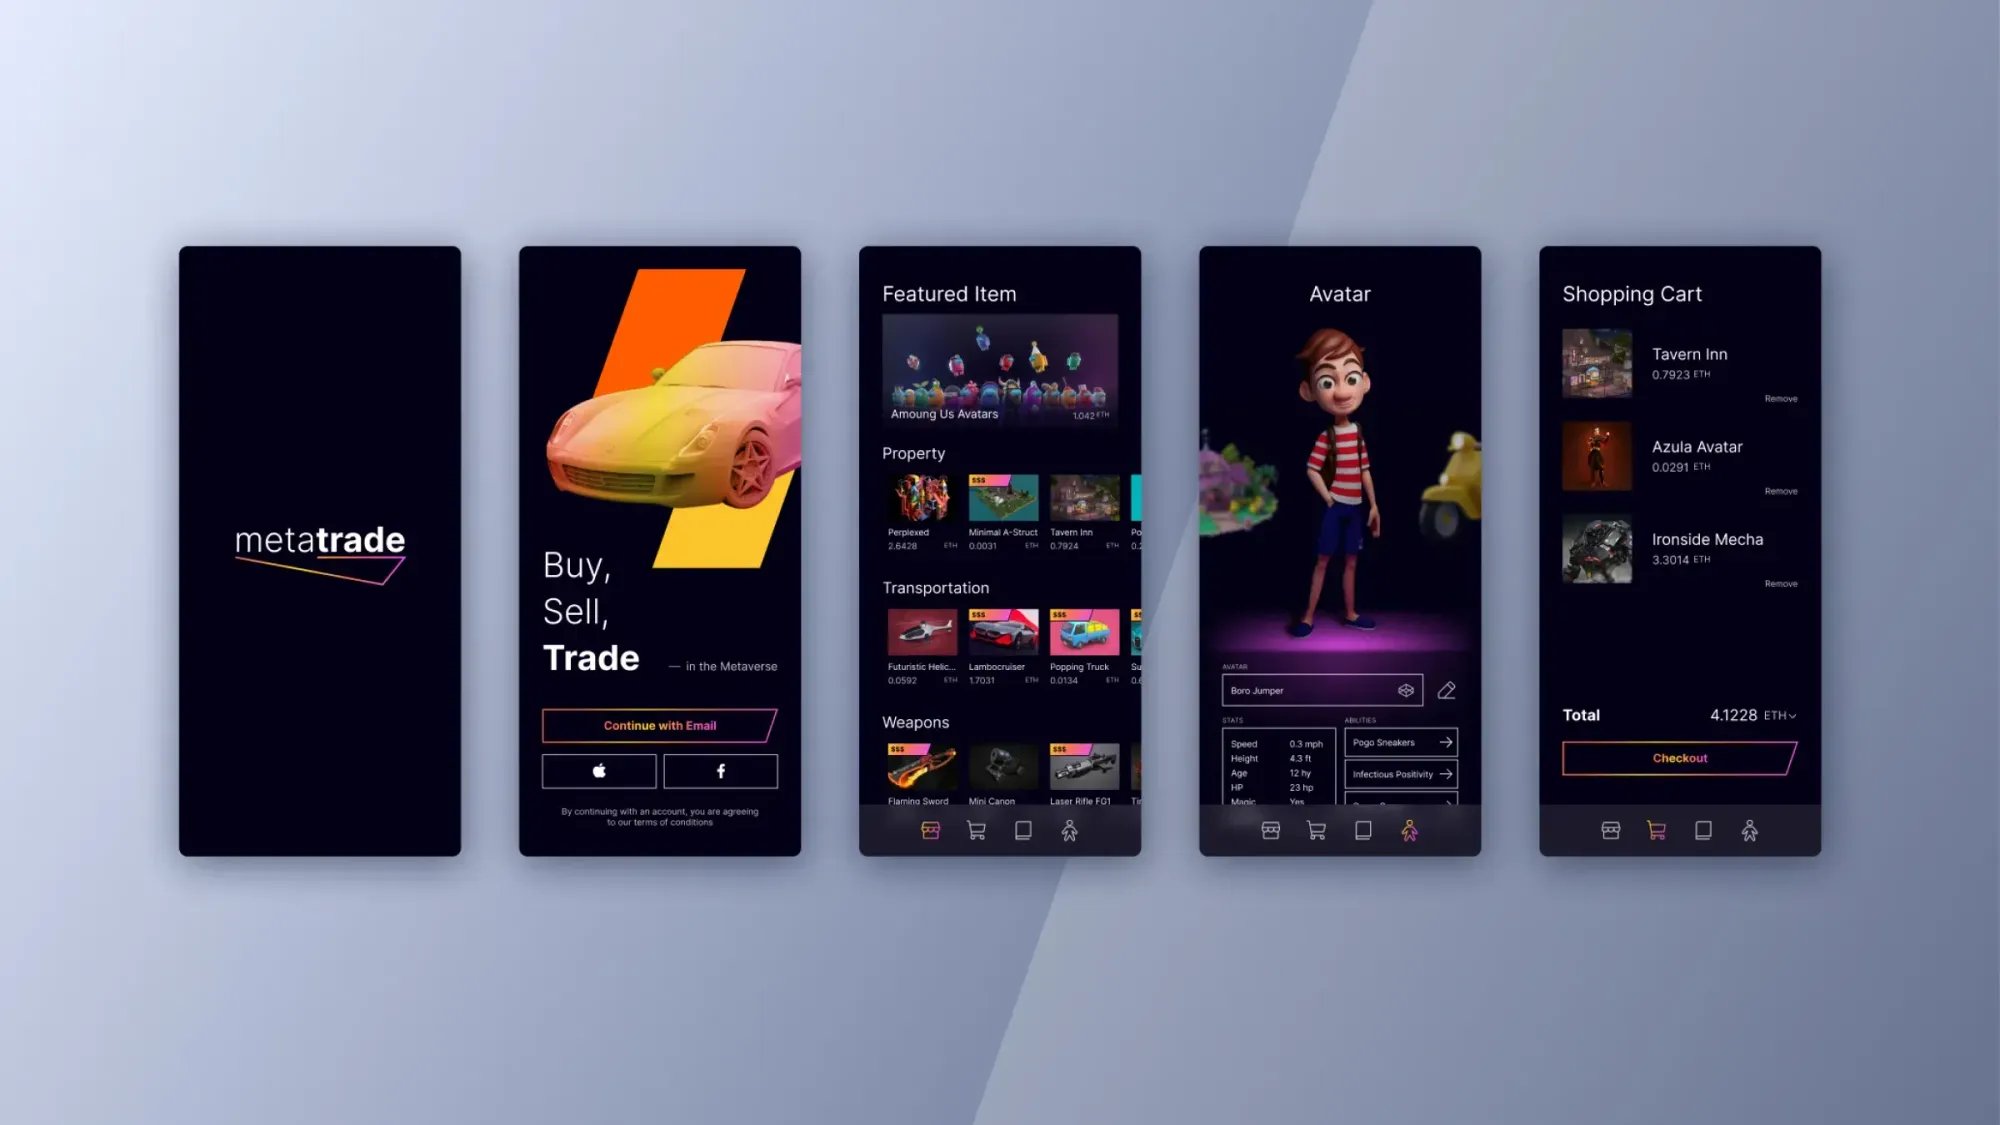 metatrade
Buy,
Sell,
Trade
— in the Metaverse
Continue with Email
By continuing with an account, you are agreeing
to our terms of conditions
Featured Item
Amoung Us Avatars
1.042 ETH
Property
$$$
Perplexed
2.6428 ETH
Minimal A-Struct
0.0031 ETH
Tavern Inn
0.7924 ETH
Po
0.2
Transportation
$$$
$$$
Futuristic Helic...
0.0592 ETH
Lambocruiser
1.7031 ETH
Popping Truck
0.0134 ETH
Su
0.6
Weapons
$$$
$$$
Flaming Sword
Mini Canon
Laser Rifle FG1
Avatar
AVATAR
Boro Jumper
STATS
Speed 0.3 mph
Height 4.3 ft
Age 12 hy
HP 23 hp
Magic Yes
ABILITIES
Pogo Sneakers
Infectious Positivity
Shopping Cart
Tavern Inn
0.7923 ETH
Remove
Azula Avatar
0.0291 ETH
Remove
Ironside Mecha
3.3014 ETH
Remove
Total 4.1228 ETH
Checkout